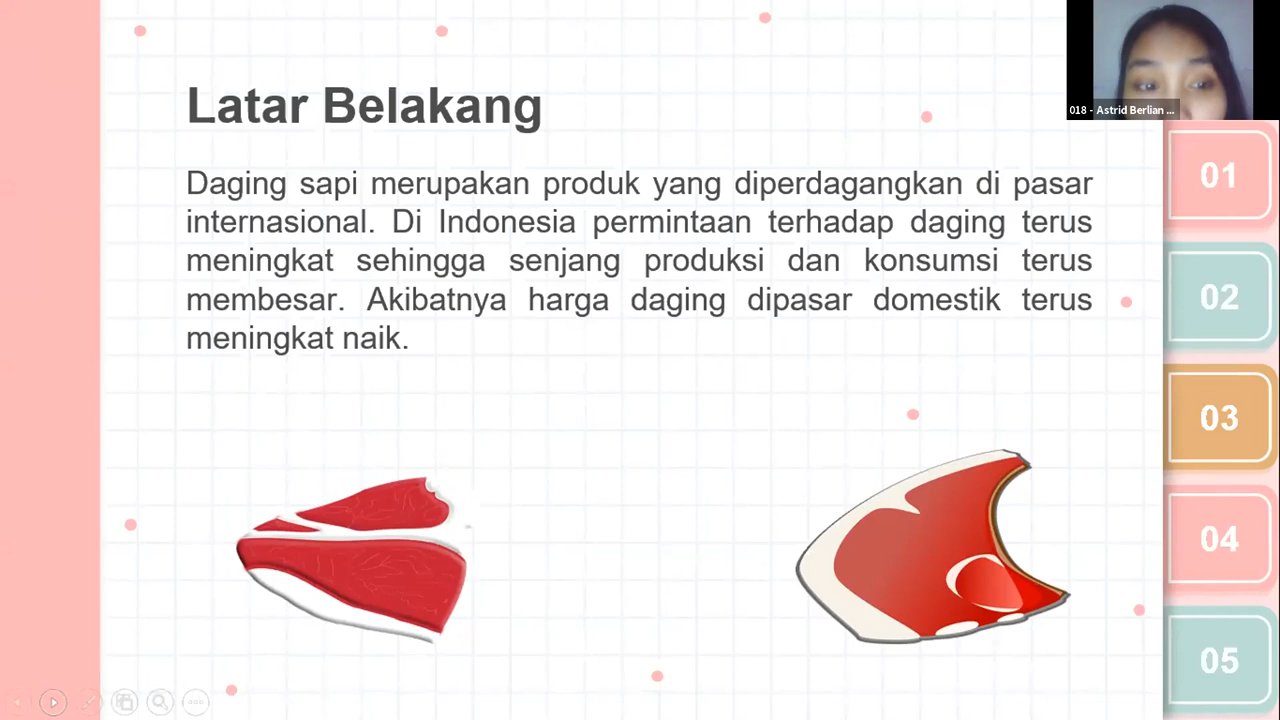 Latar Belakang
Daging sapi merupakan produk yang diperdagangkan di pasar
internasional. Di Indonesia permintaan terhadap daging terus
meningkat sehingga senjang produksi dan konsumsi terus
membesar. Akibatnya harga daging dipasar domestik terus
meningkat naik.
018 - Astrid Berlian ...
01
02
03
04
05